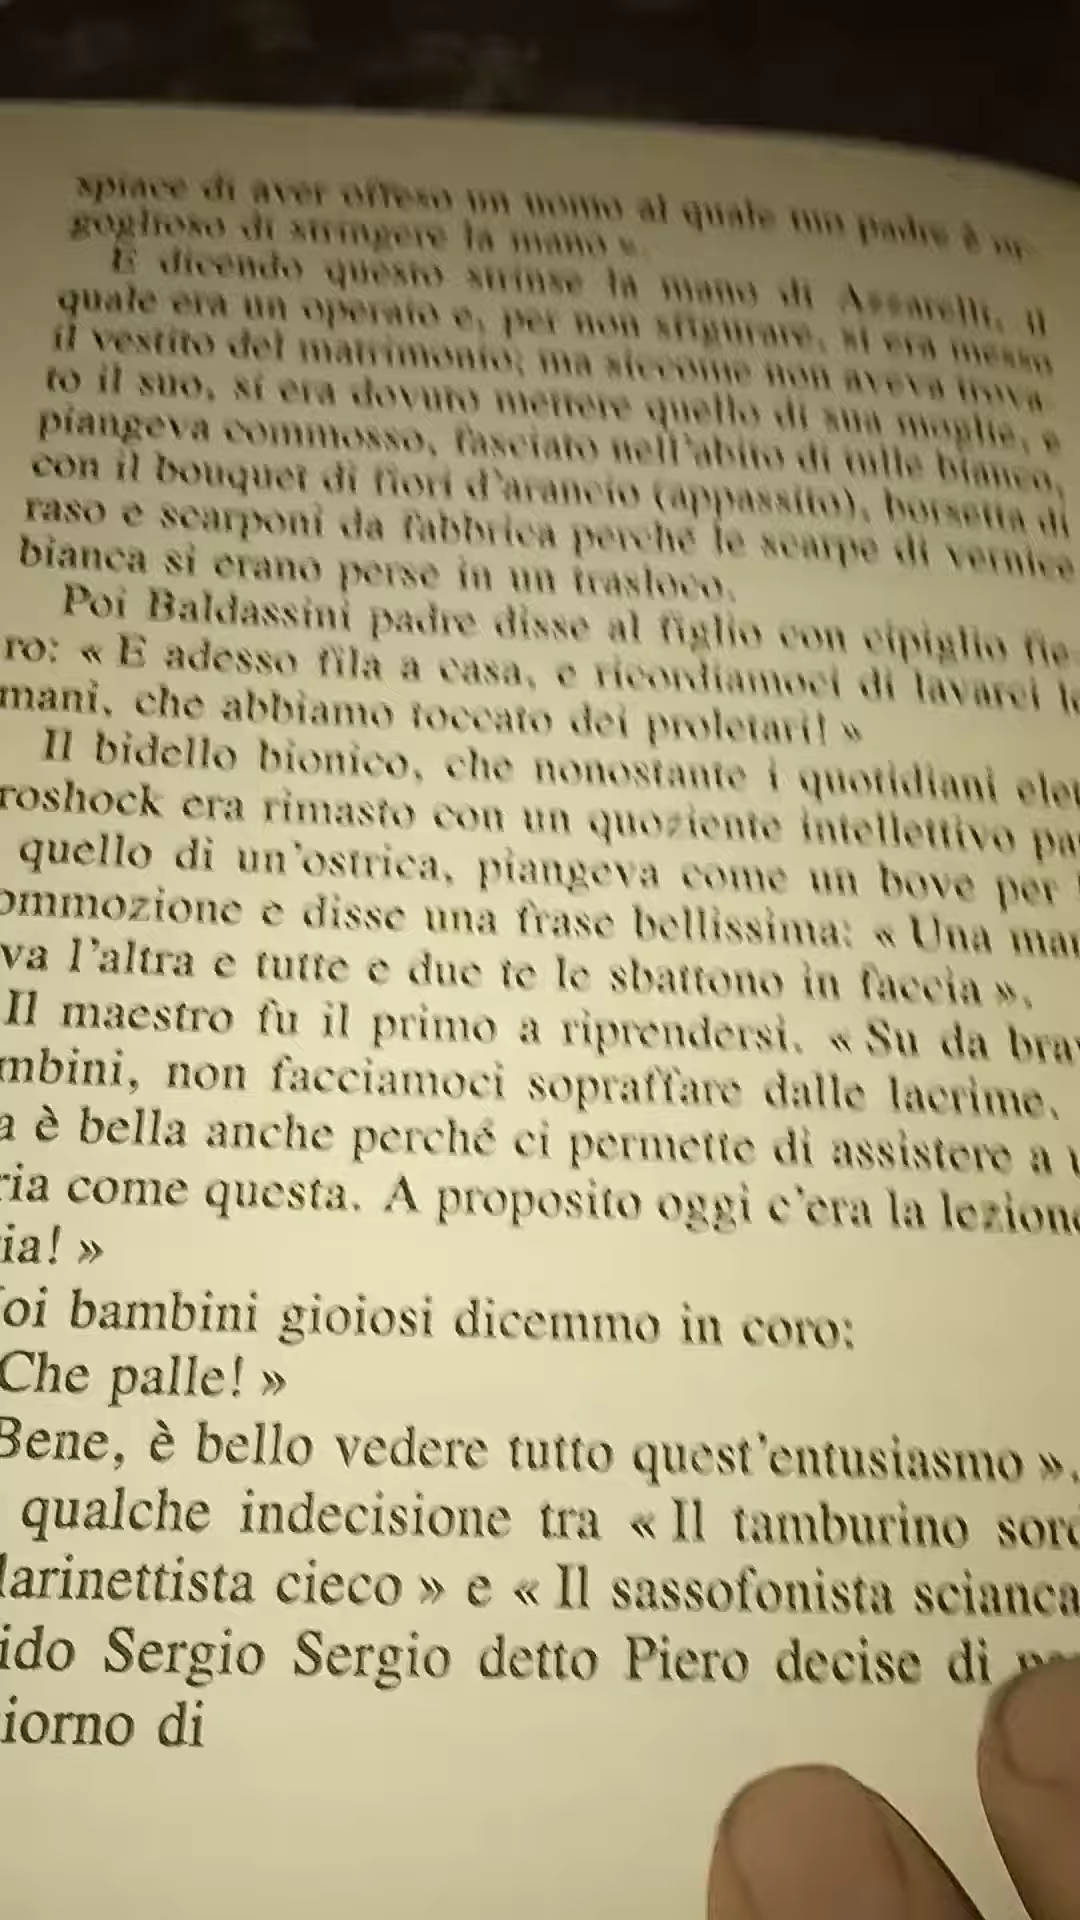 spiace di aver offeso un uomo al quale mio padre è or-
goglioso di stringere la mano ».
E dicendo questo strinse la mano di Assarelli, il
quale era un operaio e, per non sfigurare, si era messo
il vestito del matrimonio; ma siccome non aveva trova-
to il suo, si era dovuto mettere quello di sua moglie, e
piangeva commosso, fasciato nell'abito di tulle bianco,
con il bouquet di fiori d'arancio (appassito), borsetta di
raso e scarponi da fabbrica perché le scarpe di vernice
bianca si erano perse in un trasloco.
Poi Baldassini padre disse al figlio con cipiglio fie-
ro: « E adesso fila a casa, e ricordiamoci di lavarci le
mani, che abbiamo toccato dei proletari! »
Il bidello bionico, che nonostante i quotidiani elet
roshock era rimasto con un quoziente intellettivo pa
quello di un'ostrica, piangeva come un bove per
ommozione e disse una frase bellissima: « Una man
va l'altra e tutte e due te le sbattono in faccia ».
Il maestro fu il primo a riprendersi. « Su da brav
mbini, non facciamoci sopraffare dalle lacrime.
a è bella anche perché ci permette di assistere a u
ria come questa. A proposito oggi c'era la lezione
ia! »
oi bambini gioiosi dicemmo in coro:
Che palle! »
Bene, è bello vedere tutto quest'entusiasmo ».
qualche indecisione tra « Il tamburino sord
larinettista cieco » e « Il sassofonista scianca
ido Sergio Sergio detto Piero decise di
iorno di